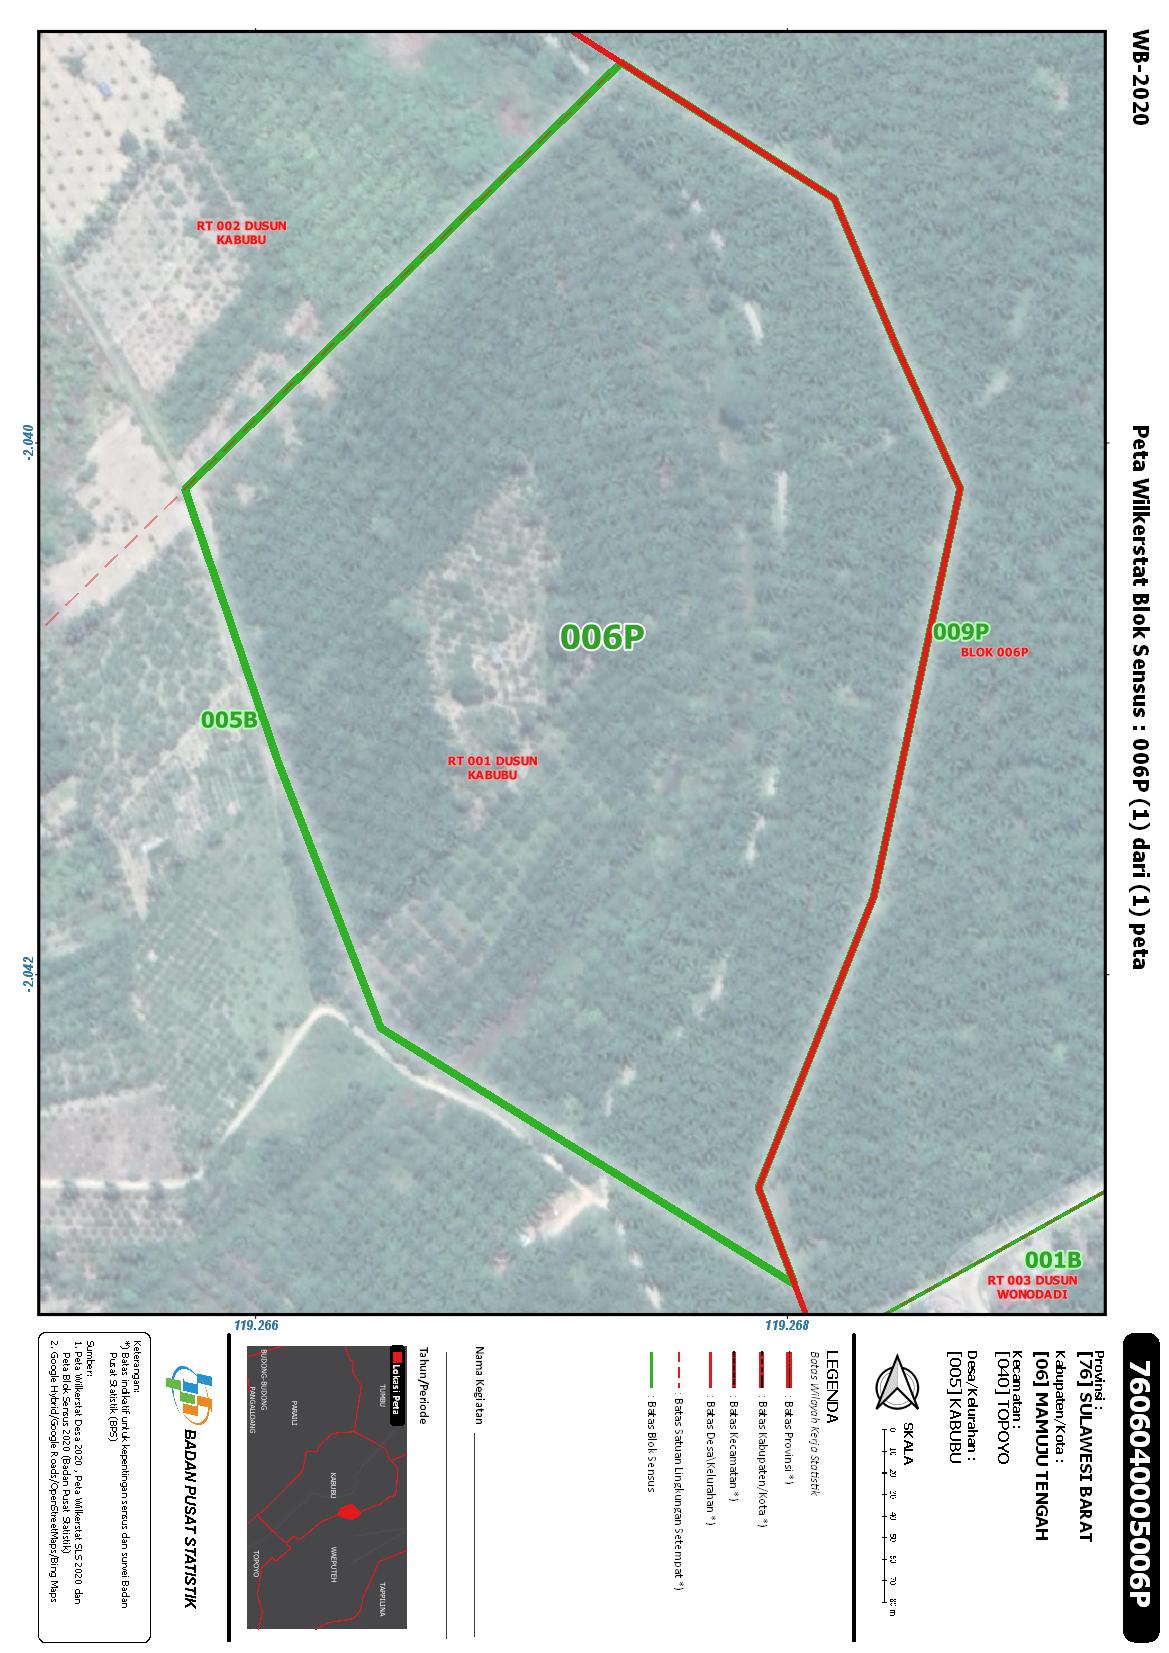 WB-2020
Peta Wilkerstat Blok Sensus : 006P (1) dari (1) peta
7606040005006P
RT 002 DUSUN
KABUBU
006P
009P
BLOK 006P
005B
RT 001 DUSUN
KABUBU
001B
RT 003 DUSUN
WONODADI
-2.040
-2.042
119.266
119.268
Provinsi :
[76] SULAWESI BARAT
Kabupaten/Kota :
[06] MAMUJU TENGAH
Kecamatan :
[040] TOPOYO
Desa/Kelurahan :
[005] KABUBU
SKALA
0 10 20 30 40 50 60 70 80 m
LEGENDA
Batas Wilayah Kerja Statistik
: Batas Provinsi *)
: Batas Kabupaten/Kota *)
: Batas Kecamatan *)
: Batas Desa\Kelurahan *)
: Batas Satuan Lingkungan Setempat *)
: Batas Blok Sensus
Nama Kegiatan
Tahun/Periode
Lokasi Peta
TUMBU
PARAILI
BUDONG-BUDONG
PANGALLOANG
KABUBU
WAEPUTEH
TOPOYO
TAPPILINA
BADAN PUSAT STATISTIK
Keterangan:
*) Batas indikatif untuk kepentingan sensus dan survei Badan
Pusat Statistik (BPS)
Sumber:
1. Peta Wilkerstat Desa 2020 , Peta Wilkerstat SLS 2020 dan
Peta Blok Sensus 2020 (Badan Pusat Statistik)
2. Google Hybrid/Google Roads/OpenStreetMaps/Bing Maps